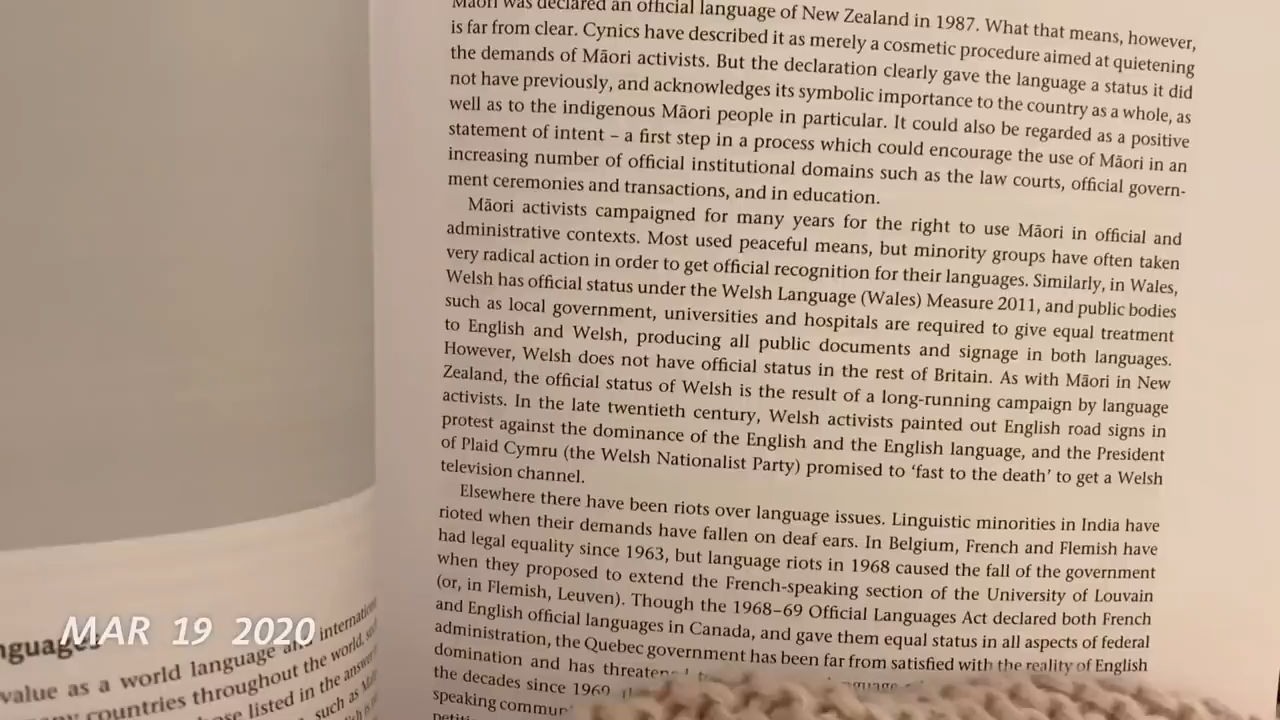 nguages
value as a world language and internation
ny countries throughout the world,
ose listed in the answer
such as
MAR 19 2020
Māori was declared an official language of New Zealand in 1987. What that means, however,
is far from clear. Cynics have described it as merely a cosmetic procedure aimed at quietening
the demands of Māori activists. But the declaration clearly gave the language a status it did
not have previously, and acknowledges its symbolic importance to the country as a whole, as
well as to the indigenous Māori people in particular. It could also be regarded as a positive
statement of intent – a first step in a process which could encourage the use of Māori in an
increasing number of official institutional domains such as the law courts, official govern-
ment ceremonies and transactions, and in education.
Māori activists campaigned for many years for the right to use Māori in official and
administrative contexts. Most used peaceful means, but minority groups have often taken
very radical action in order to get official recognition for their languages. Similarly, in Wales,
Welsh has official status under the Welsh Language (Wales) Measure 2011, and public bodies
such as local government, universities and hospitals are required to give equal treatment
to English and Welsh, producing all public documents and signage in both languages.
However, Welsh does not have official status in the rest of Britain. As with Māori in New
Zealand, the official status of Welsh is the result of a long-running campaign by language
activists. In the late twentieth century, Welsh activists painted out English road signs in
protest against the dominance of the English and the English language, and the President
of Plaid Cymru (the Welsh Nationalist Party) promised to ‘fast to the death’ to get a Welsh
television channel.
Elsewhere there have been riots over language issues. Linguistic minorities in India have
rioted when their demands have fallen on deaf ears. In Belgium, French and Flemish have
had legal equality since 1963, but language riots in 1968 caused the fall of the government
when they proposed to extend the French-speaking section of the University of Louvain
(or, in Flemish, Leuven). Though the 1968–69 Official Languages Act declared both French
and English official languages in Canada, and gave them equal status in all aspects of federal
administration, the Quebec government has been far from satisfied with the reality of English
domination and has
the decades since 1969
speaking